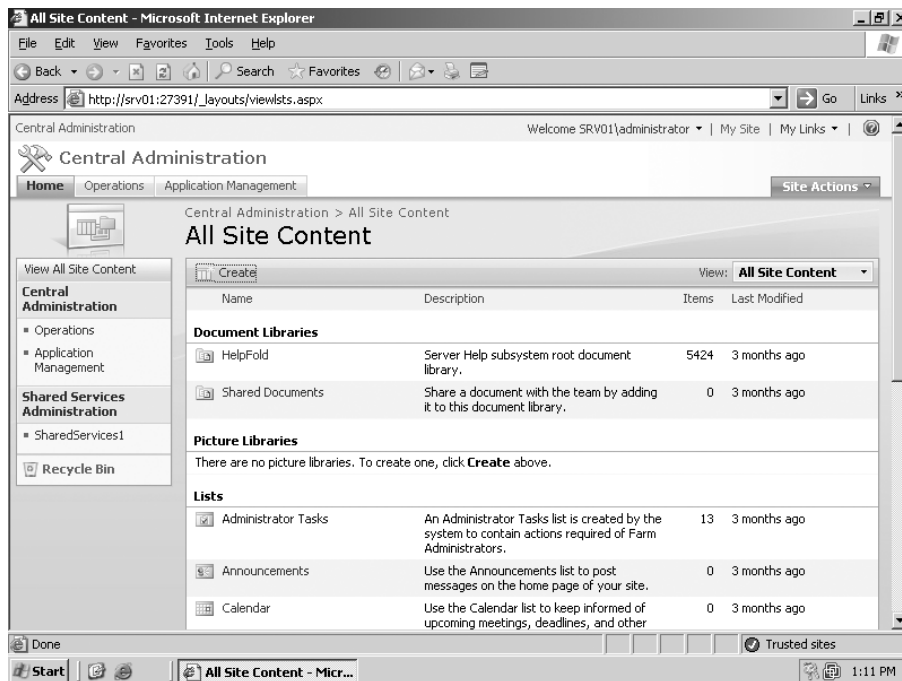 All Site Content - Microsoft Internet Explorer
File Edit View Favorites Tools Help
Back Search Favorites
Address http://srv01:27391/_layouts/viewlsts.aspx Go Links »
Central Administration Welcome SRV01\administrator | My Site | My Links |
Central Administration
Home Operations Application Management Site Actions
Central Administration > All Site Content
All Site Content
View All Site Content
Central
Administration
Operations
Application
Management
Shared Services
Administration
SharedServices1
Recycle Bin
Create View: All Site Content
Name Description Items Last Modified
Document Libraries
HelpFold Server Help subsystem root document 5424 3 months ago
library.
Shared Documents Share a document with the team by adding 0 3 months ago
it to this document library.
Picture Libraries
There are no picture libraries. To create one, click Create above.
Lists
Administrator Tasks An Administrator Tasks list is created by the 13 3 months ago
system to contain actions required of Farm
Administrators.
Announcements Use the Announcements list to post 0 3 months ago
messages on the home page of your site.
Calendar Use the Calendar list to keep informed of 0 3 months ago
upcoming meetings, deadlines, and other
Done Trusted sites
Start All Site Content - Micr... 1:11 PM